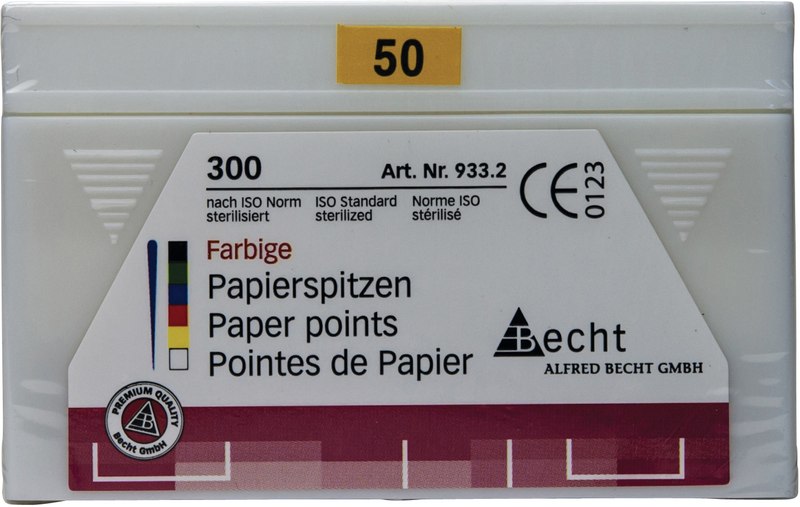 50
300 Art. Nr. 933.2
nach ISO Norm ISO Standard Norme ISO
sterilisiert sterilized stérilisé
CE 0123
Farbige
Papierspitzen
Paper points
Pointes de Papier
Becht
ALFRED BECHT GMBH
PREMIUM QUALITY
B
Becht GmbH